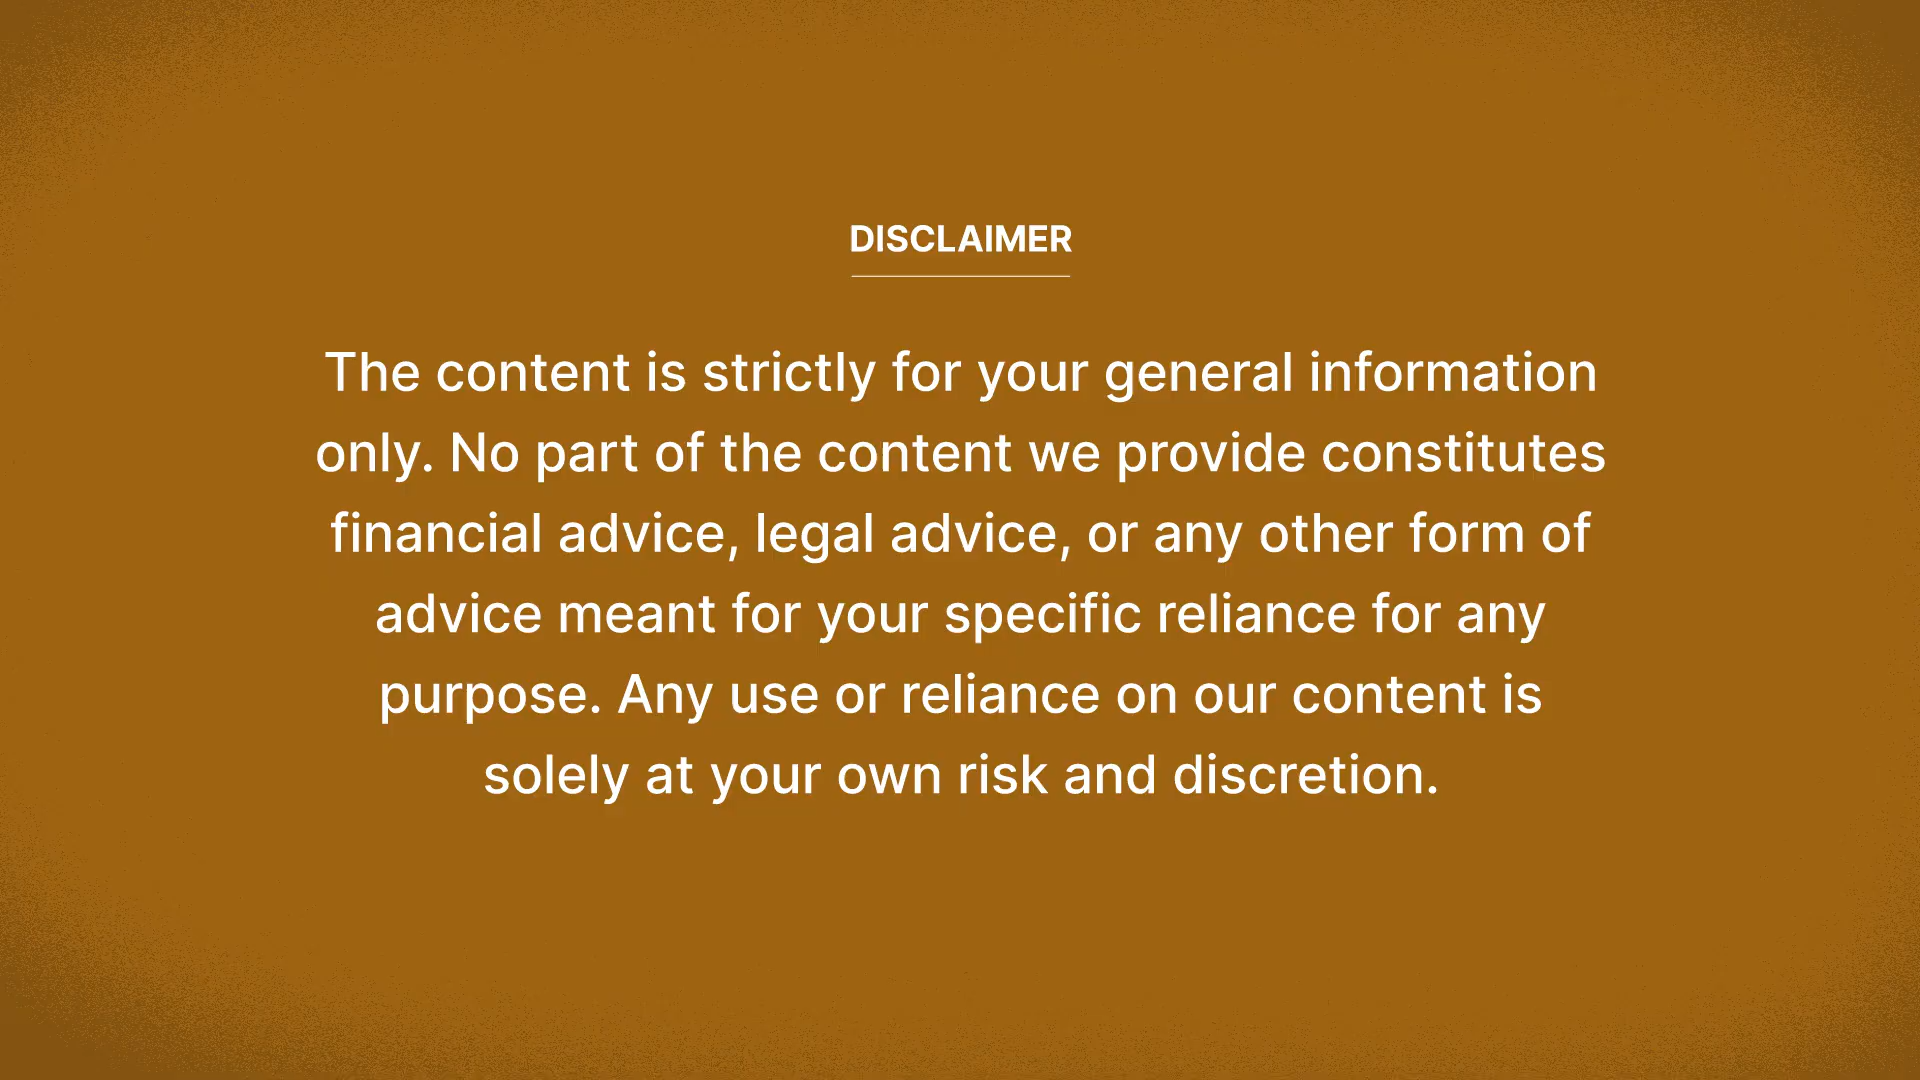 DISCLAIMER
The content is strictly for your general information
only. No part of the content we provide constitutes
financial advice, legal advice, or any other form of
advice meant for your specific reliance for any
purpose. Any use or reliance on our content is
solely at your own risk and discretion.